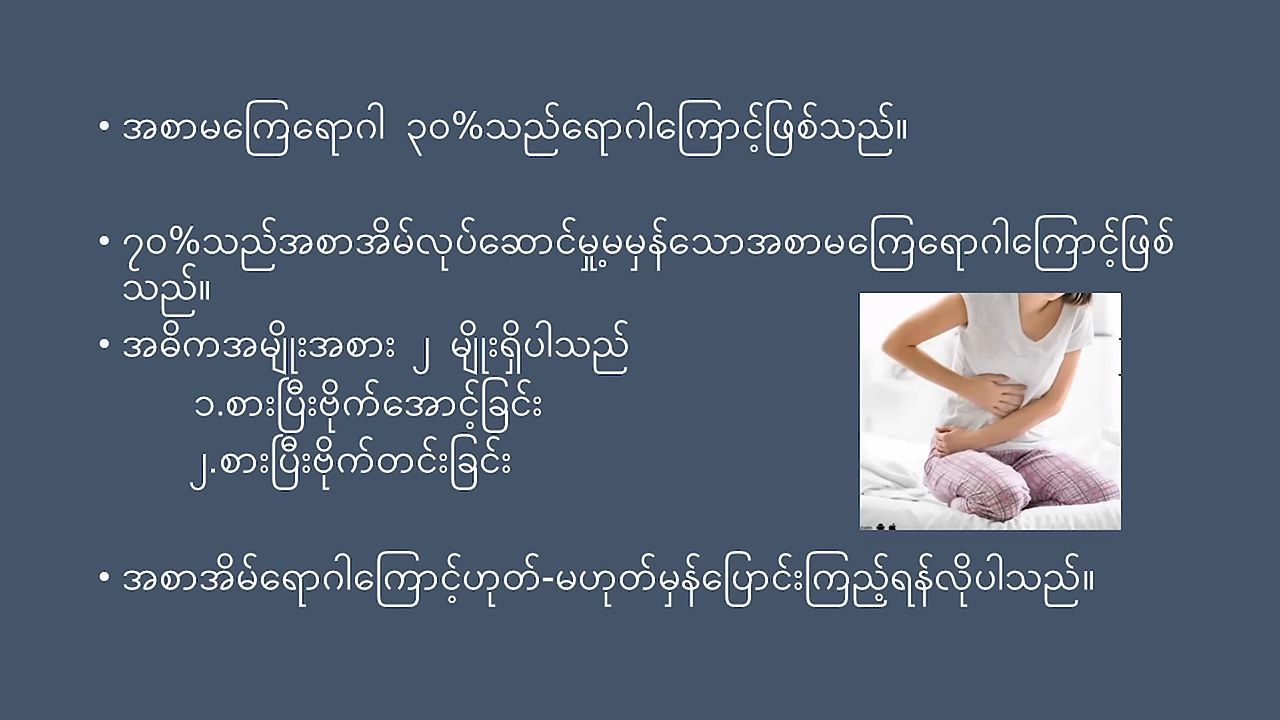 • အစာမကြေရောဂါ ၃၀%သည်ရောဂါကြောင့်ဖြစ်သည်။
• ၇၀%သည်အစာအိမ်လုပ်ဆောင်မှု့မမှန်သောအစာမကြေရောဂါကြောင့်ဖြစ်
သည်။
• အဓိကအမျိုးအစား ၂ မျိုးရှိပါသည်
၁.စားပြီးဗိုက်အောင့်ခြင်း
၂.စားပြီးဗိုက်တင်းခြင်း
• အစာအိမ်ရောဂါကြောင့်ဟုတ်-မဟုတ်မှန်ပြောင်းကြည့်ရန်လိုပါသည်။